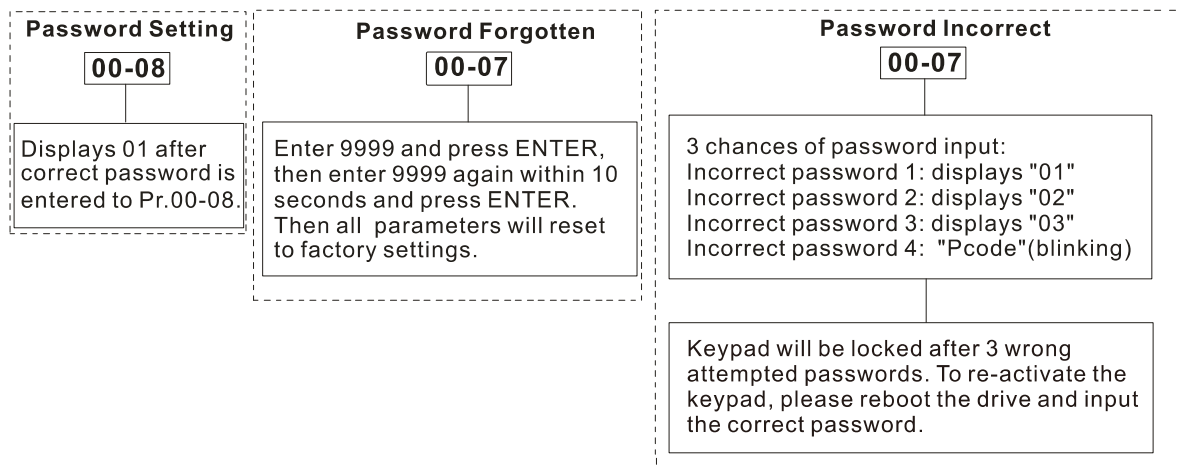 Password Setting
00-08
Displays 01 after
correct password is
entered to Pr.00-08.
Password Forgotten
00-07
Enter 9999 and press ENTER,
then enter 9999 again within 10
seconds and press ENTER.
Then all parameters will reset
to factory settings.
Password Incorrect
00-07
3 chances of password input:
Incorrect password 1: displays "01"
Incorrect password 2: displays "02"
Incorrect password 3: displays "03"
Incorrect password 4: "Pcode"(blinking)
Keypad will be locked after 3 wrong
attempted passwords. To re-activate the
keypad, please reboot the drive and input
the correct password.